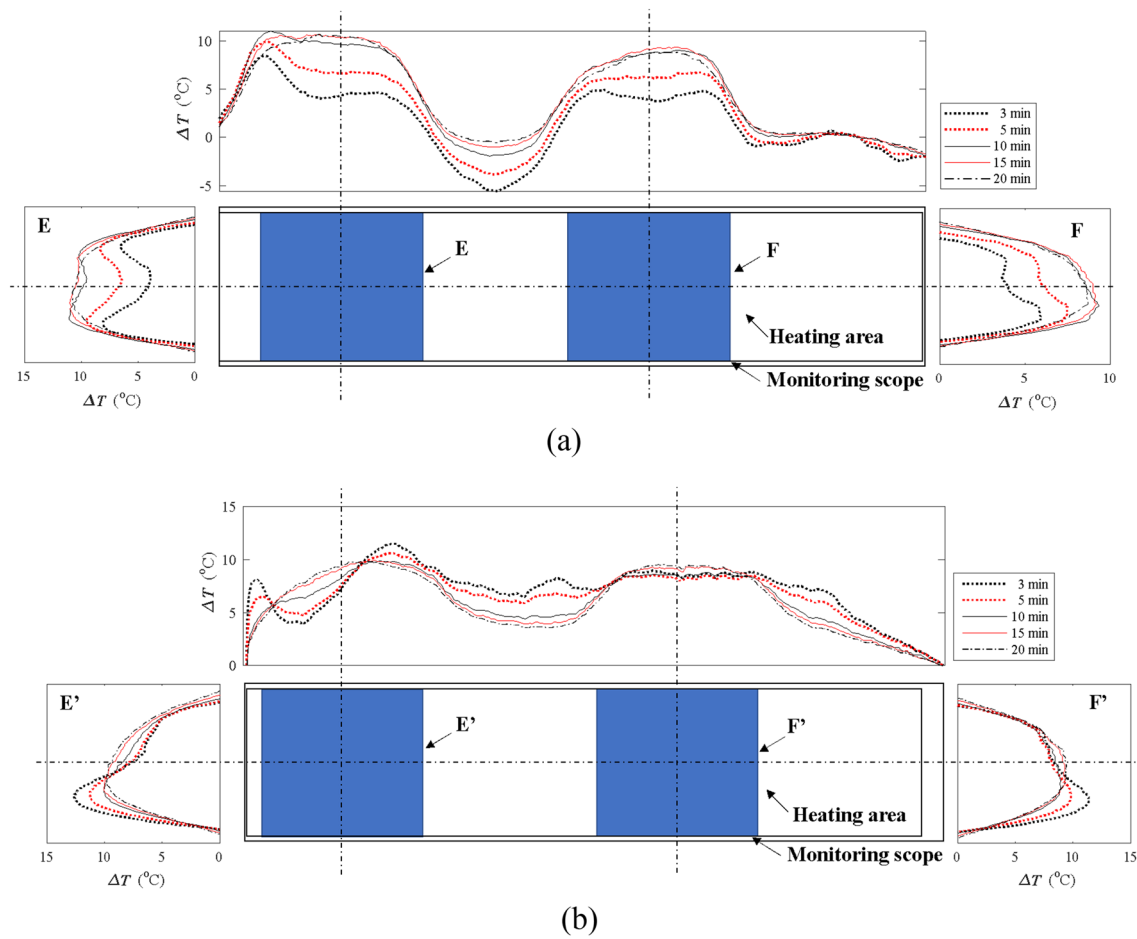 10
5
0
-5
ΔT (°C)
3 min
5 min
10 min
15 min
20 min
E
15 10 5 0
ΔT (°C)
E
F
Heating area
Monitoring scope
F
0 5 10
ΔT (°C)
(a)
15
10
5
0
ΔT (°C)
3 min
5 min
10 min
15 min
20 min
E’
15 10 5 0
ΔT (°C)
E’
F’
Heating area
Monitoring scope
F’
0 5 10 15
ΔT (°C)
(b)